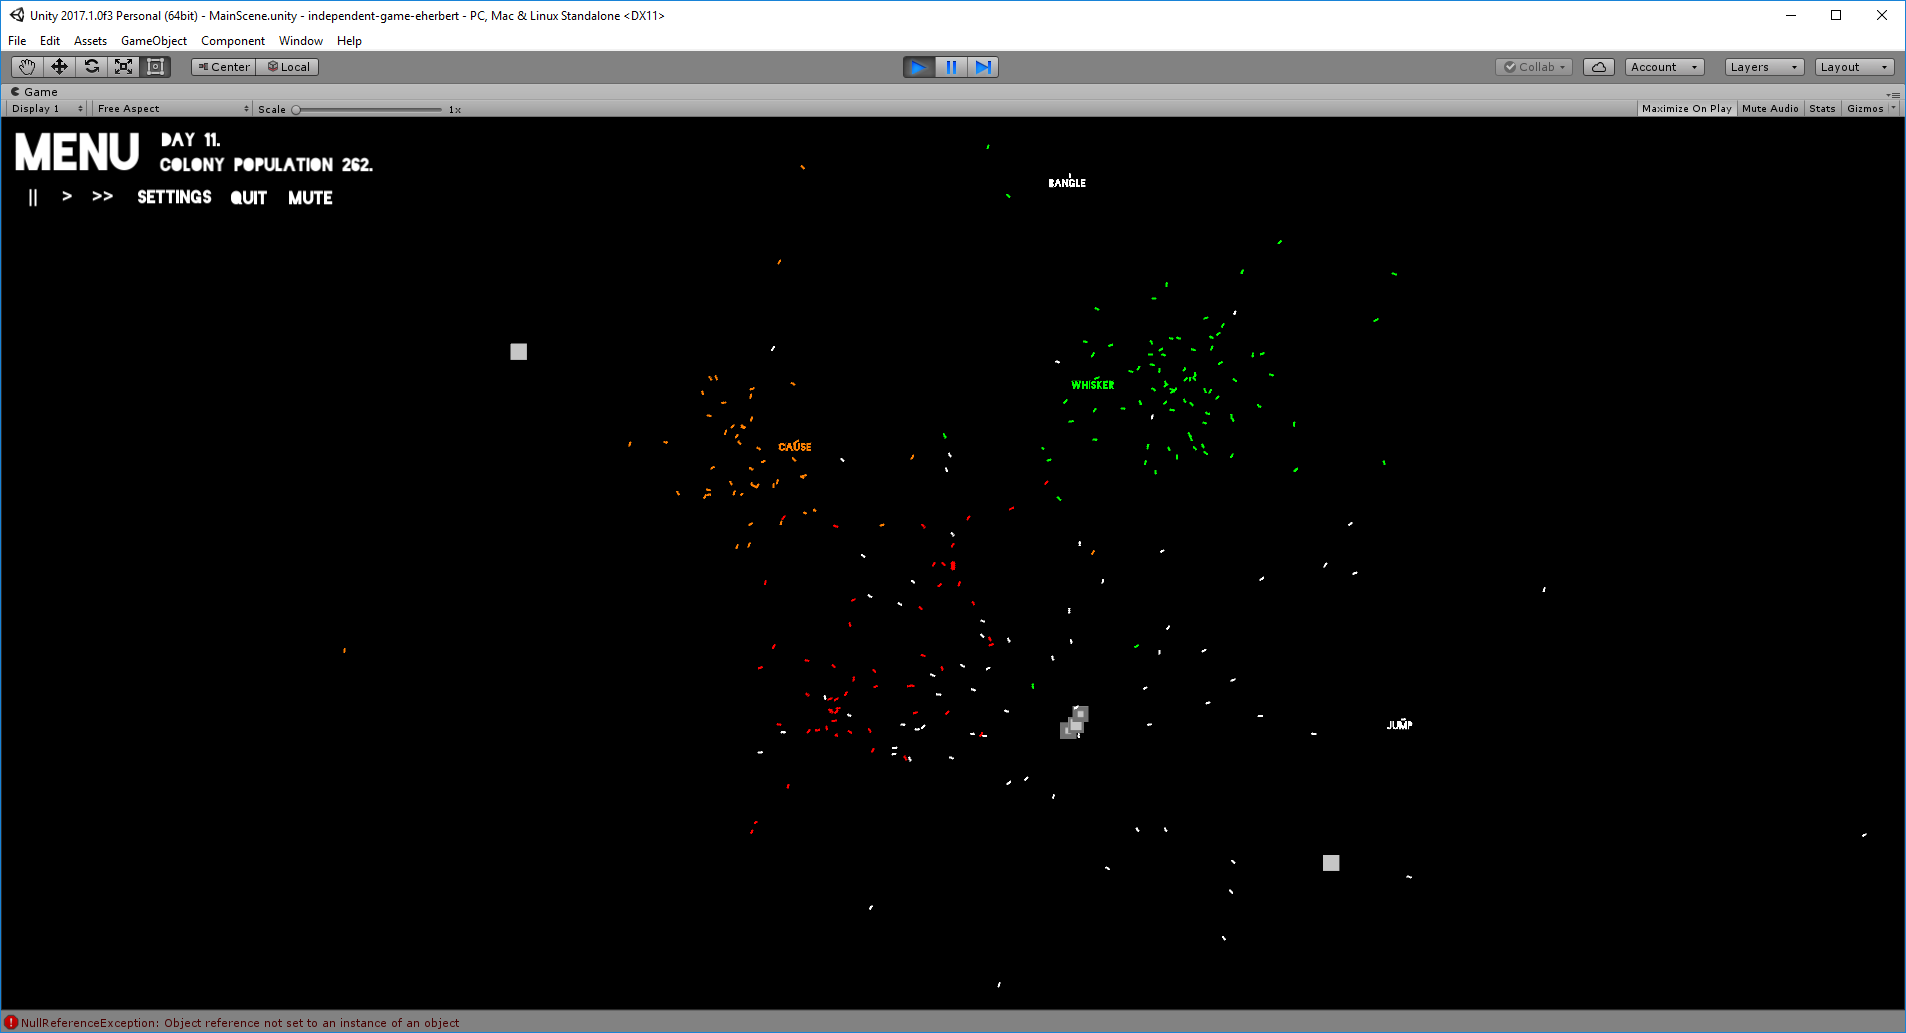 Unity 2017.1.0f3 Personal (64bit) - MainScene.unity - independent-game-eherbert - PC, Mac & Linux Standalone <DX11>
File Edit Assets GameObject Component Window Help
Center Local Collab Account Layers Layout
Game
Display 1 Free Aspect Scale 1x Maximize On Play Mute Audio Stats Gizmos
MENU DAY 11.
COLONY POPULATION 262.
|| > >> SETTINGS QUIT MUTE
BANGLE
WHISKER
CAUSE
JUMP
NullReferenceException: Object reference not set to an instance of an object